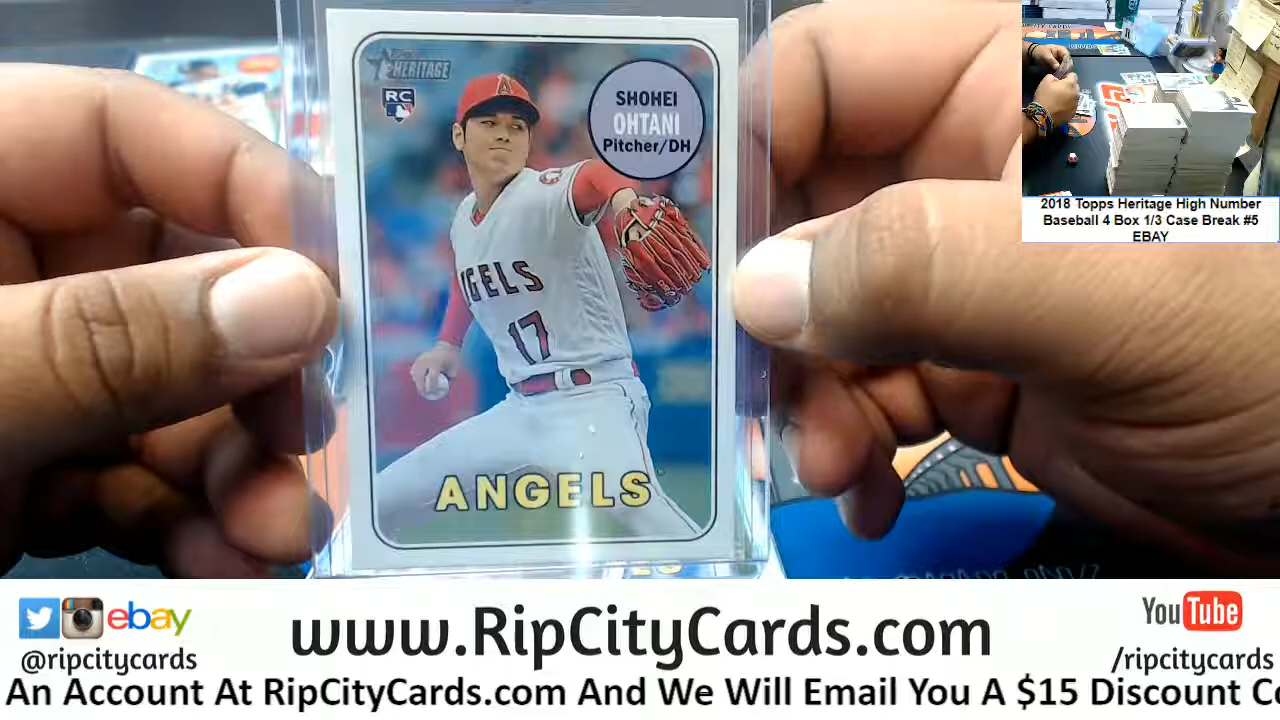 Topps
HERITAGE
RC
SHOHEI
OHTANI
Pitcher/DH
ANGELS
17
ANGELS
2018 Topps Heritage High Number
Baseball 4 Box 1/3 Case Break #5
EBAY
ebay
@ripcitycards
www.RipCityCards.com
YouTube
/ripcitycards
An Account At RipCityCards.com And We Will Email You A $15 Discount